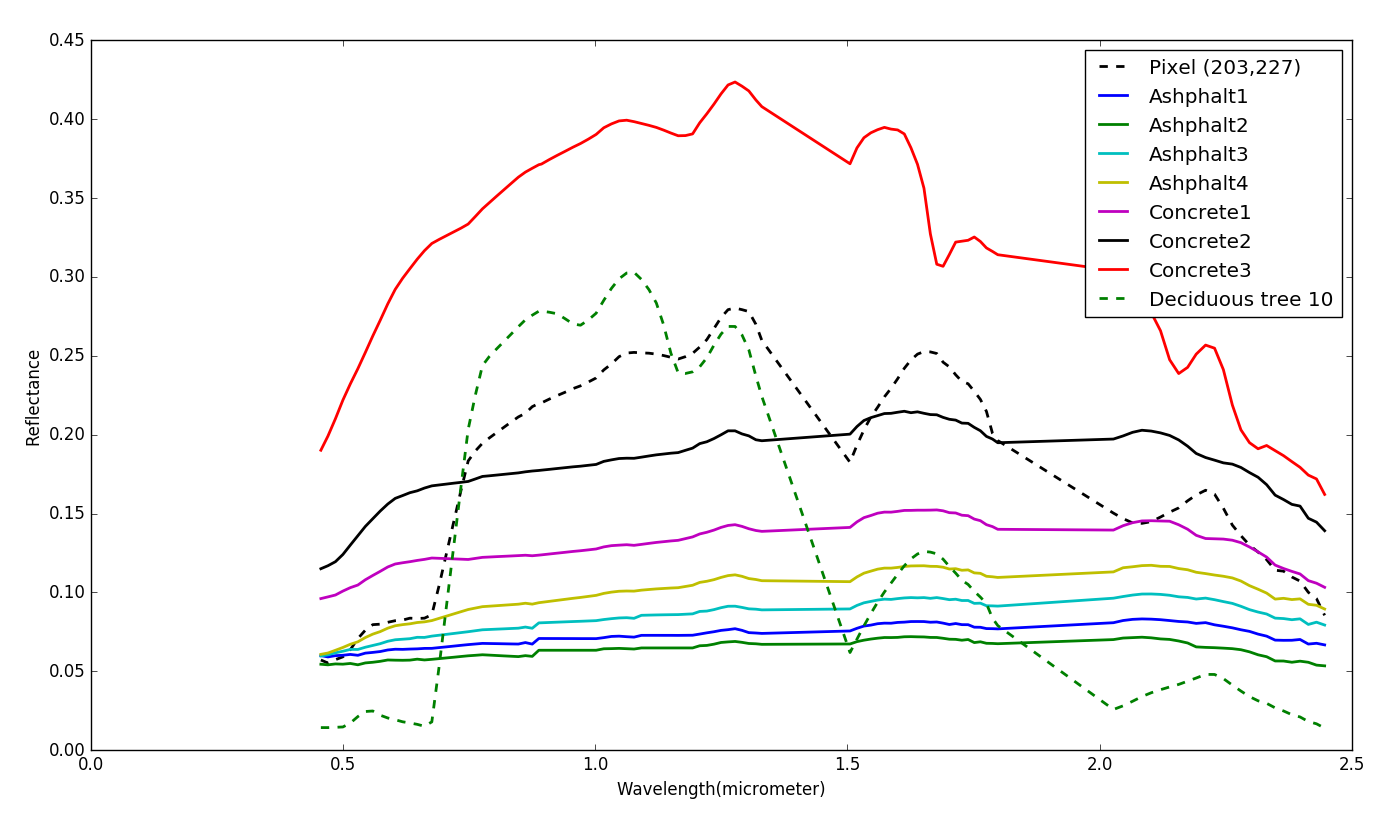 0.45
0.40
0.35
0.30
0.25
0.20
0.15
0.10
0.05
0.00
Reflectance
0.0 0.5 1.0 1.5 2.0 2.5
Wavelength(micrometer)
Pixel (203,227)
Ashphalt1
Ashphalt2
Ashphalt3
Ashphalt4
Concrete1
Concrete2
Concrete3
Deciduous tree 10